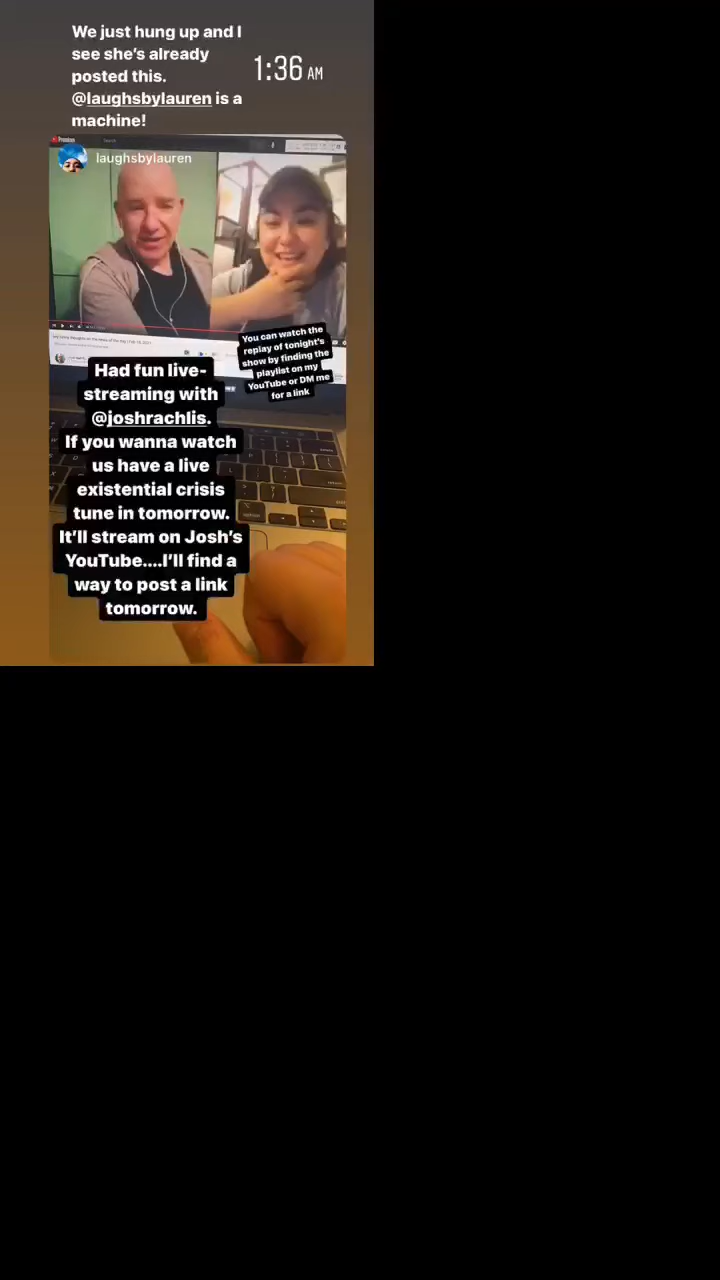 We just hung up and I
see she's already
posted this.
@laughsbylauren is a
machine!
1:36 AM
laughsbylauren
You can watch the
replay of tonight's
show by finding the
playlist on my
YouTube or DM me
for a link
Had fun live-
streaming with
@joshrachlis.
If you wanna watch
us have a live
existential crisis
tune in tomorrow.
It'll stream on Josh's
YouTube....I'll find a
way to post a link
tomorrow.